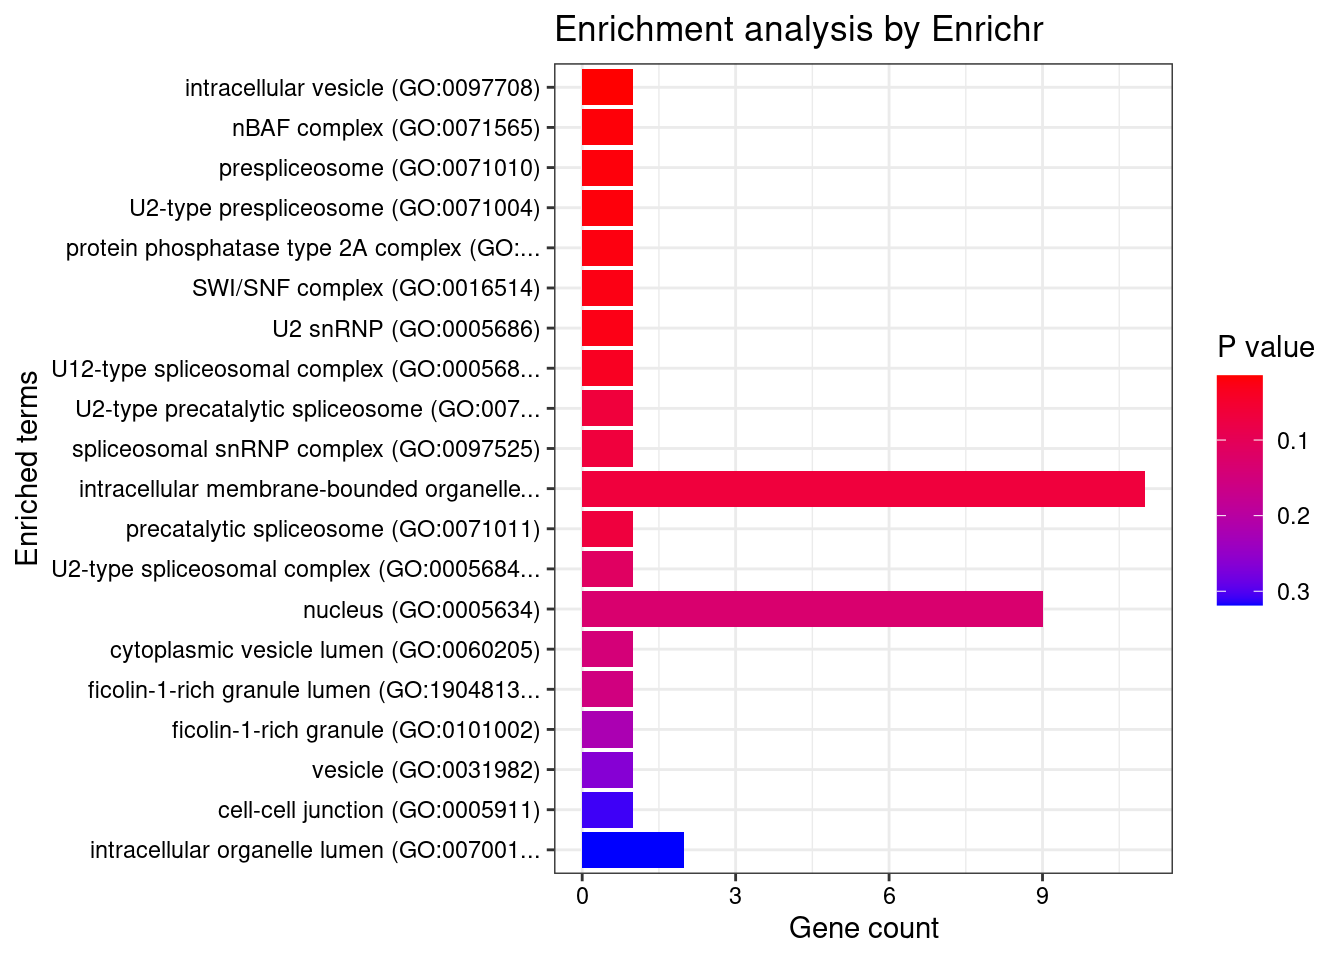 Enrichment analysis by Enrichr
intracellular vesicle (GO:0097708)
nBAF complex (GO:0071565)
prespliceosome (GO:0071010)
U2-type prespliceosome (GO:0071004)
protein phosphatase type 2A complex (GO:...
SWI/SNF complex (GO:0016514)
U2 snRNP (GO:0005686)
U12-type spliceosomal complex (GO:000568...
U2-type precatalytic spliceosome (GO:007...
spliceosomal snRNP complex (GO:0097525)
intracellular membrane-bounded organelle...
precatalytic spliceosome (GO:0071011)
U2-type spliceosomal complex (GO:0005684...
nucleus (GO:0005634)
cytoplasmic vesicle lumen (GO:0060205)
ficolin-1-rich granule lumen (GO:1904813...
ficolin-1-rich granule (GO:0101002)
vesicle (GO:0031982)
cell-cell junction (GO:0005911)
intracellular organelle lumen (GO:007001...
Enriched terms
0 3 6 9
Gene count
P value
0.1
0.2
0.3